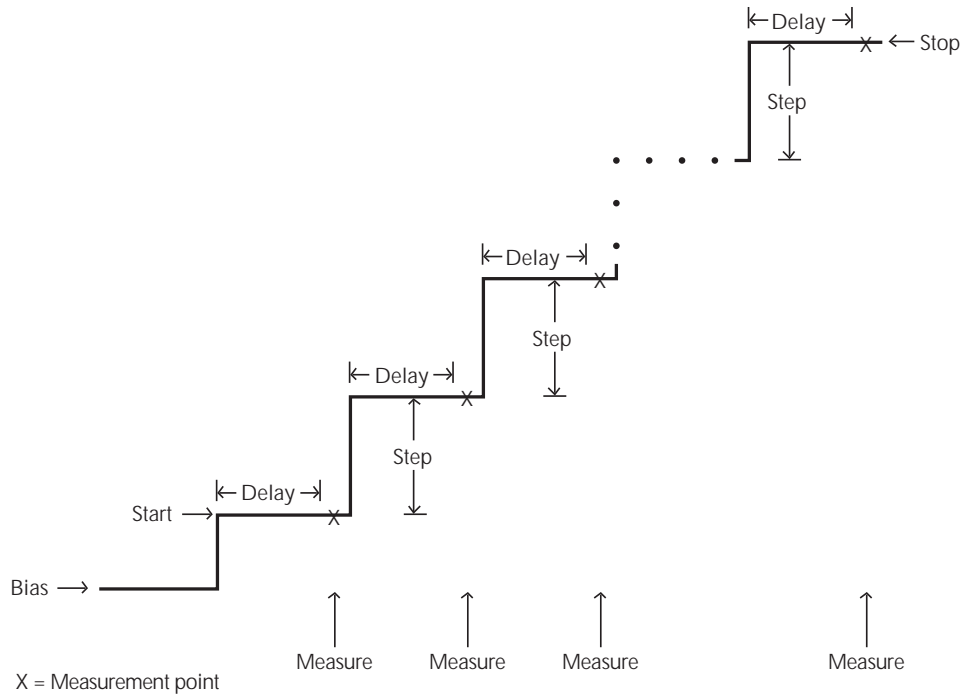 Delay
Stop
Step
Delay
Step
Delay
Step
Delay
Start
Bias
Measure Measure Measure Measure
X = Measurement point